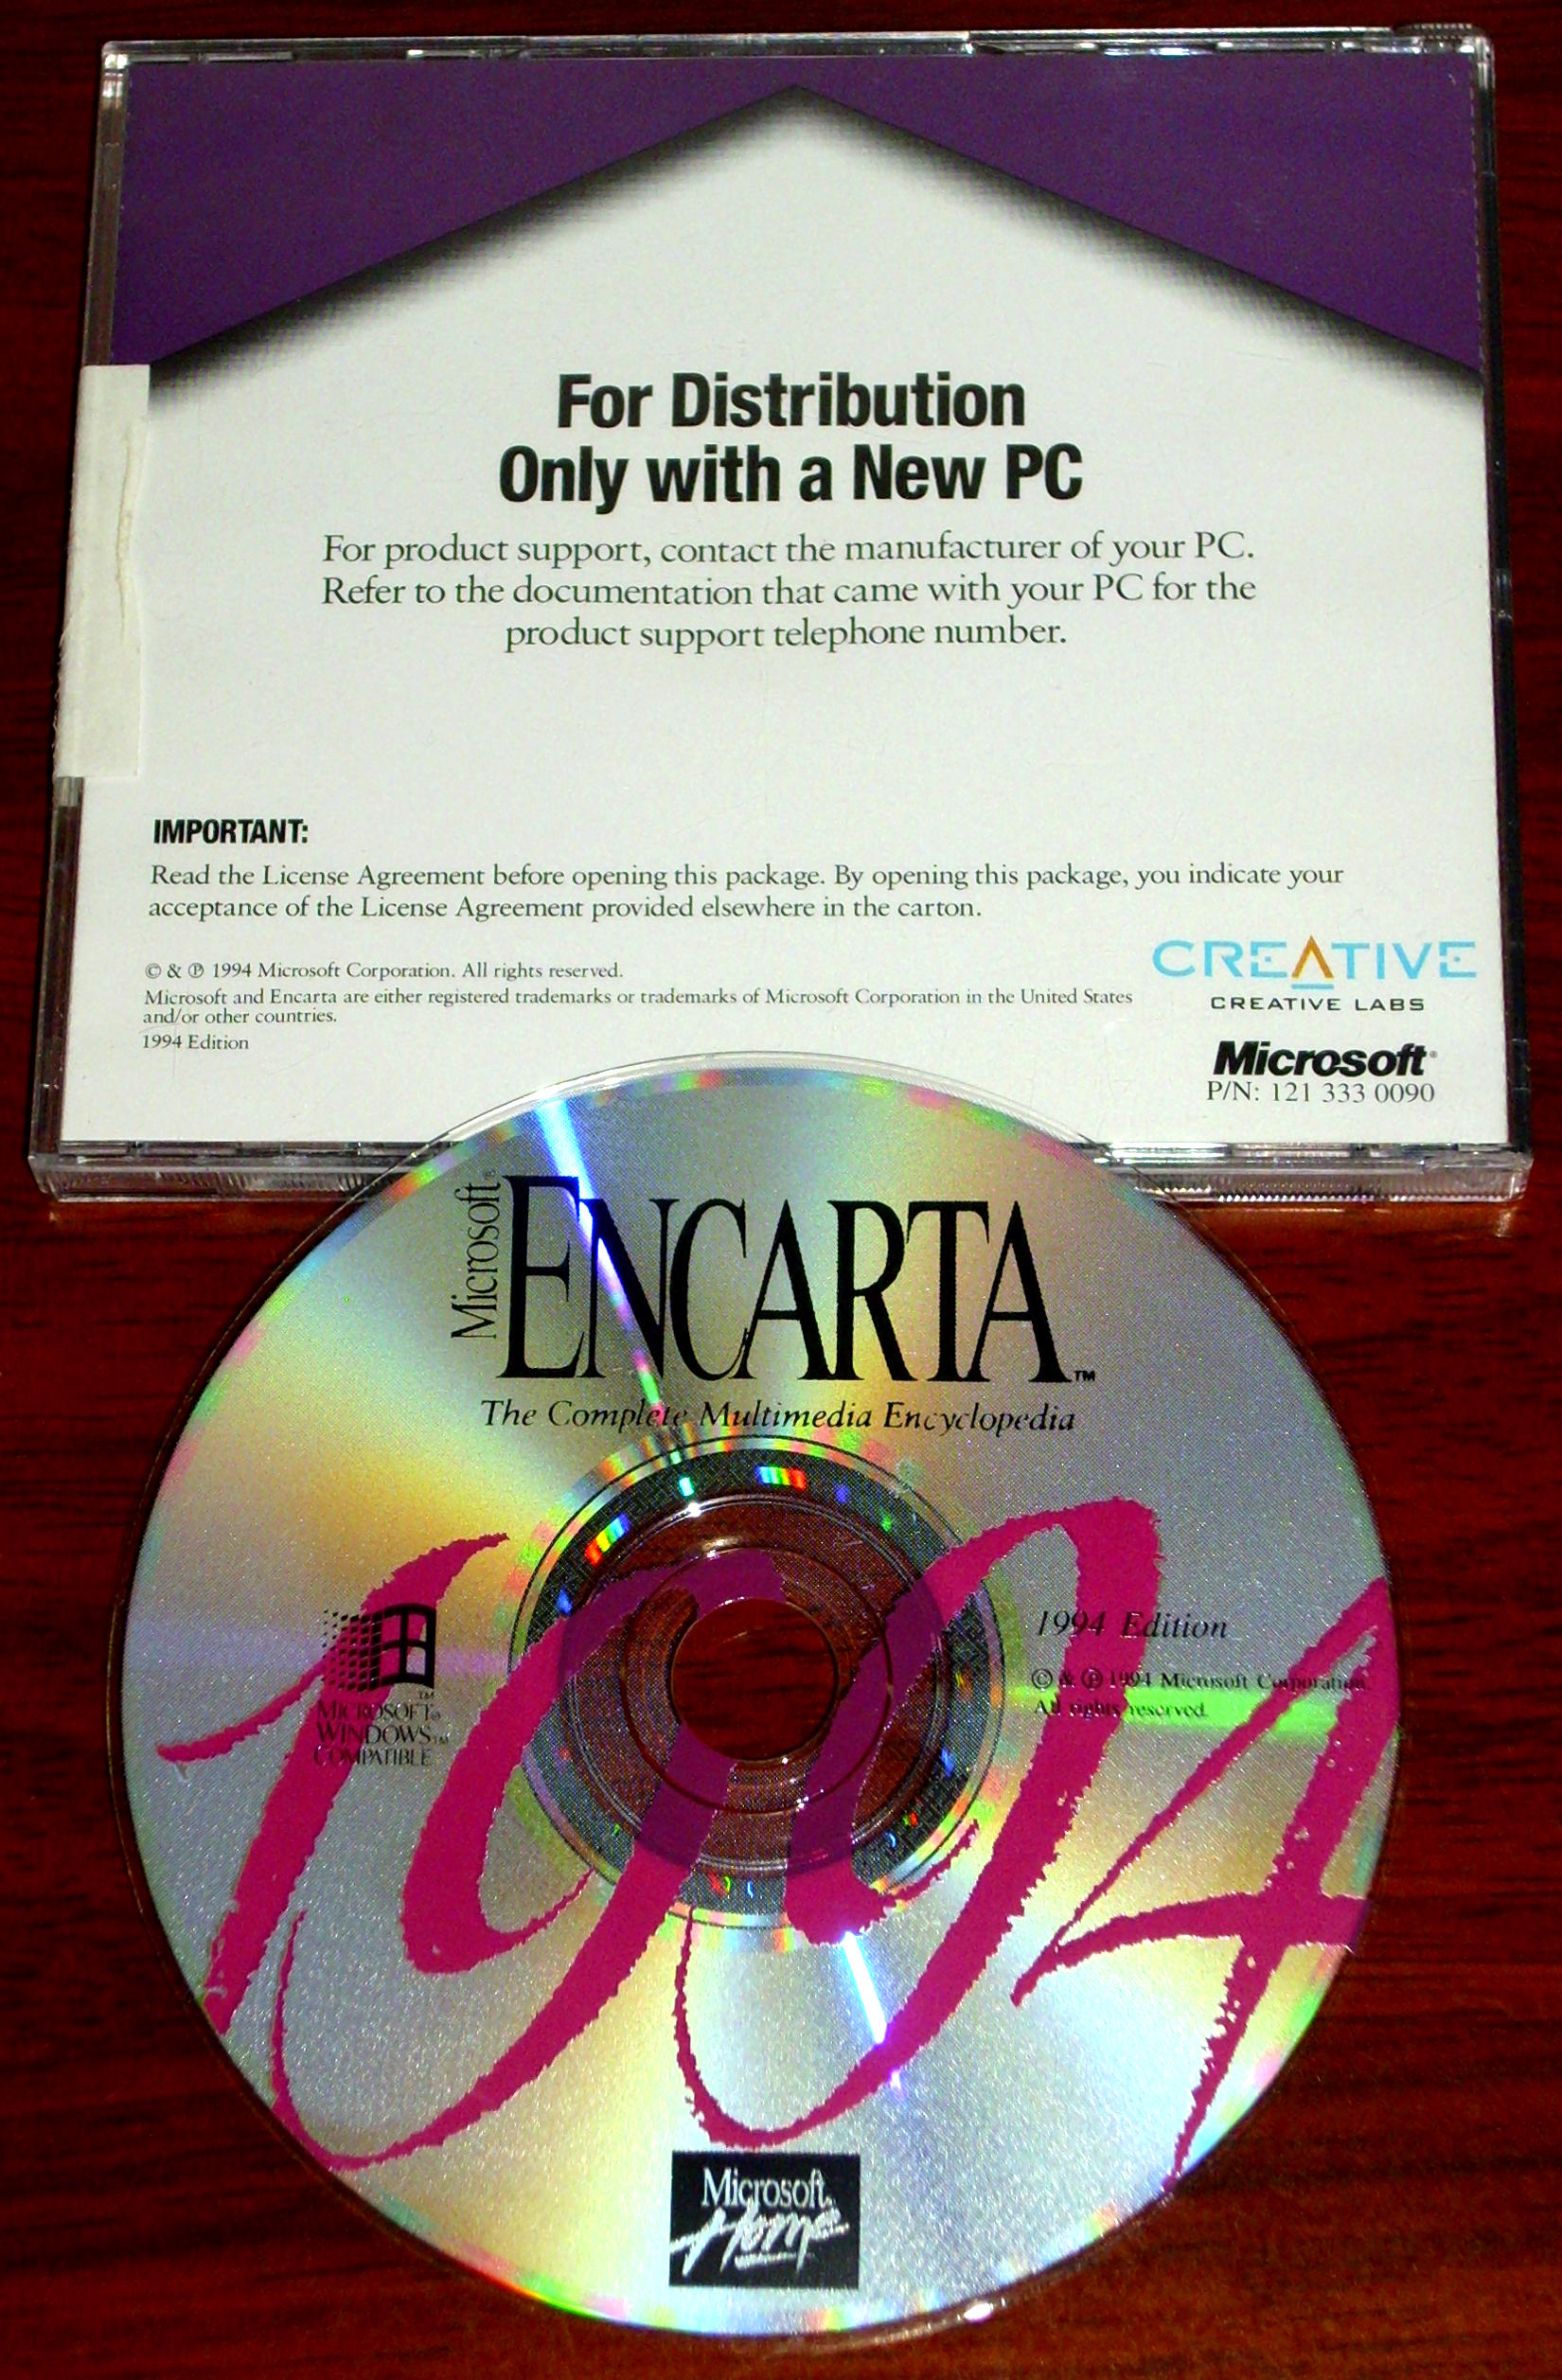 For Distribution
Only with a New PC
For product support, contact the manufacturer of your PC.
Refer to the documentation that came with your PC for the
product support telephone number.
IMPORTANT:
Read the License Agreement before opening this package. By opening this package, you indicate your
acceptance of the License Agreement provided elsewhere in the carton.
© & ℗ 1994 Microsoft Corporation. All rights reserved.
Microsoft and Encarta are either registered trademarks or trademarks of Microsoft Corporation in the United States
and/or other countries.
1994 Edition
CREATIVE
CREATIVE LABS
Microsoft®
P/N: 121 333 0090
Microsoft®
ENCARTA™
The Complete Multimedia Encyclopedia
1994
™
MICROSOFT®
WINDOWS™
COMPATIBLE
1994 Edition
© & ℗ 1994 Microsoft Corporation.
All rights reserved.
Microsoft®
Home